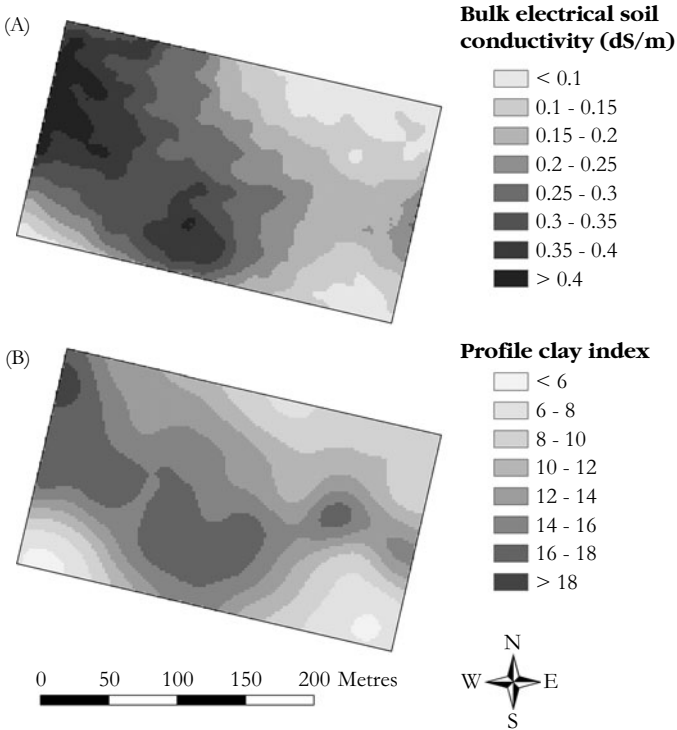 (A)
Bulk electrical soil
conductivity (dS/m)
< 0.1
0.1 - 0.15
0.15 - 0.2
0.2 - 0.25
0.25 - 0.3
0.3 - 0.35
0.35 - 0.4
> 0.4
(B)
Profile clay index
< 6
6 - 8
8 - 10
10 - 12
12 - 14
14 - 16
16 - 18
> 18
0 50 100 150 200 Metres
N
W E
S